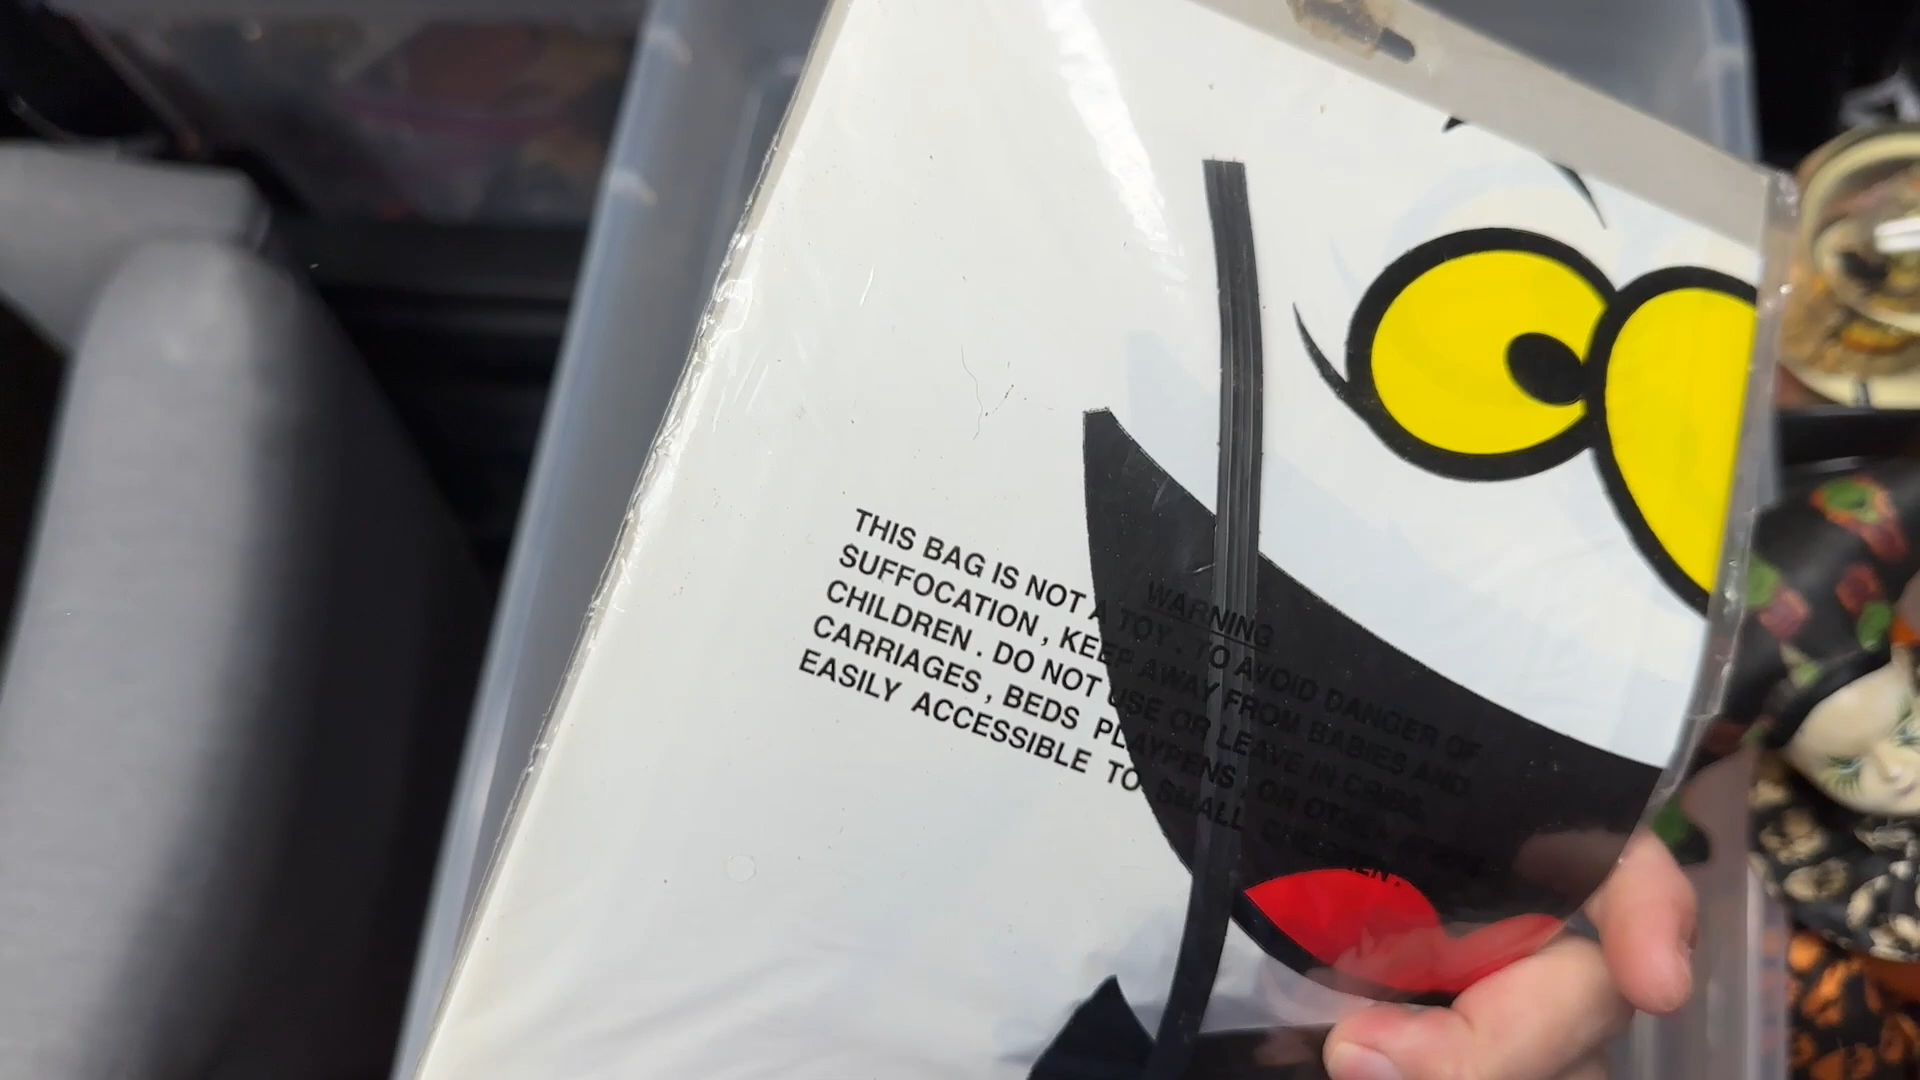 WARNING
THIS BAG IS NOT A TOY . TO AVOID DANGER OF
SUFFOCATION , KEEP AWAY FROM BABIES AND
CHILDREN . DO NOT USE OR LEAVE IN CRIBS,
CARRIAGES , BEDS PLAYPENS , OR OTHER
EASILY ACCESSIBLE TO SMALL CHILDREN .